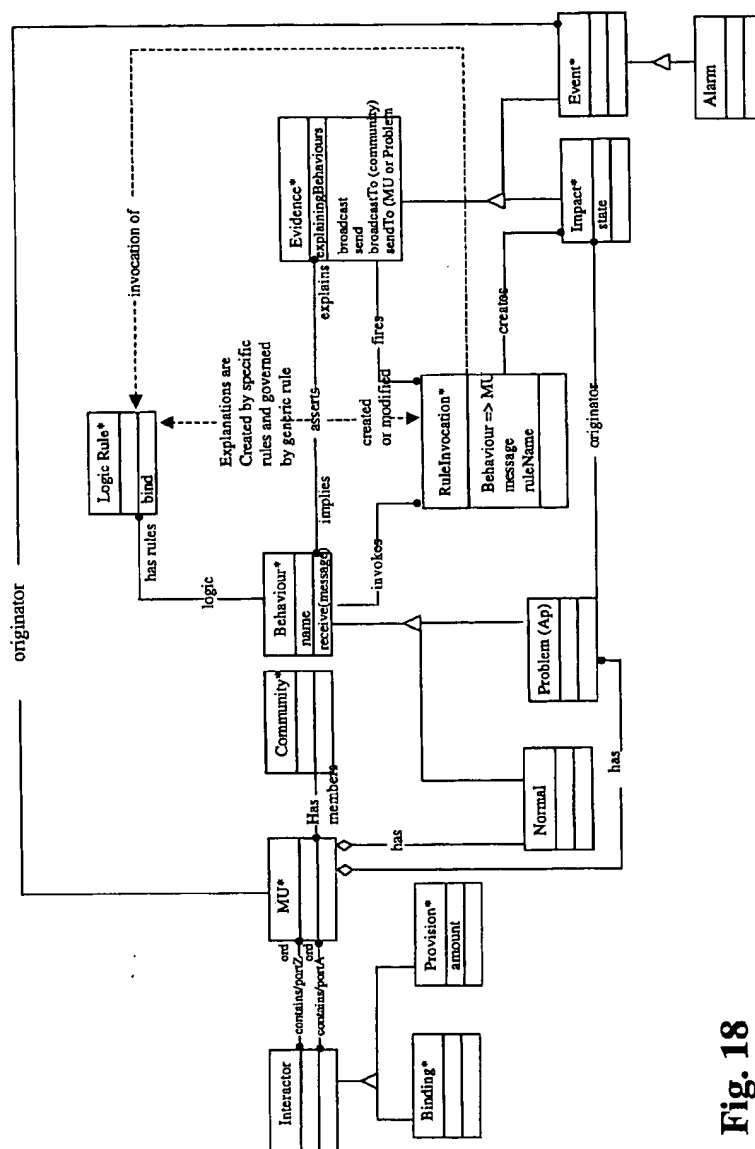 originator
Logic Rule*
bind
has rules
logic
invocation of
Explanations are
Created by specific
rules and governed
by generic rule
Evidence*
explainingBehaviours
broadcast
send
broadcastTo (community)
sendTo (MU or Problem
explains
asserts
implies
fires
created
or modified
Event*
Alarm
Impact*
state
creates
RuleInvocation*
Behaviour => MU
message
ruleName
invokes
originator
Behaviour*
name
receive(message)
Community*
Has
members
MU*
ord
ord
contains/portZ
contains/portA
Interactor
Binding*
Provision*
amount
has
Normal
Problem (Ap)
has
Fig. 18